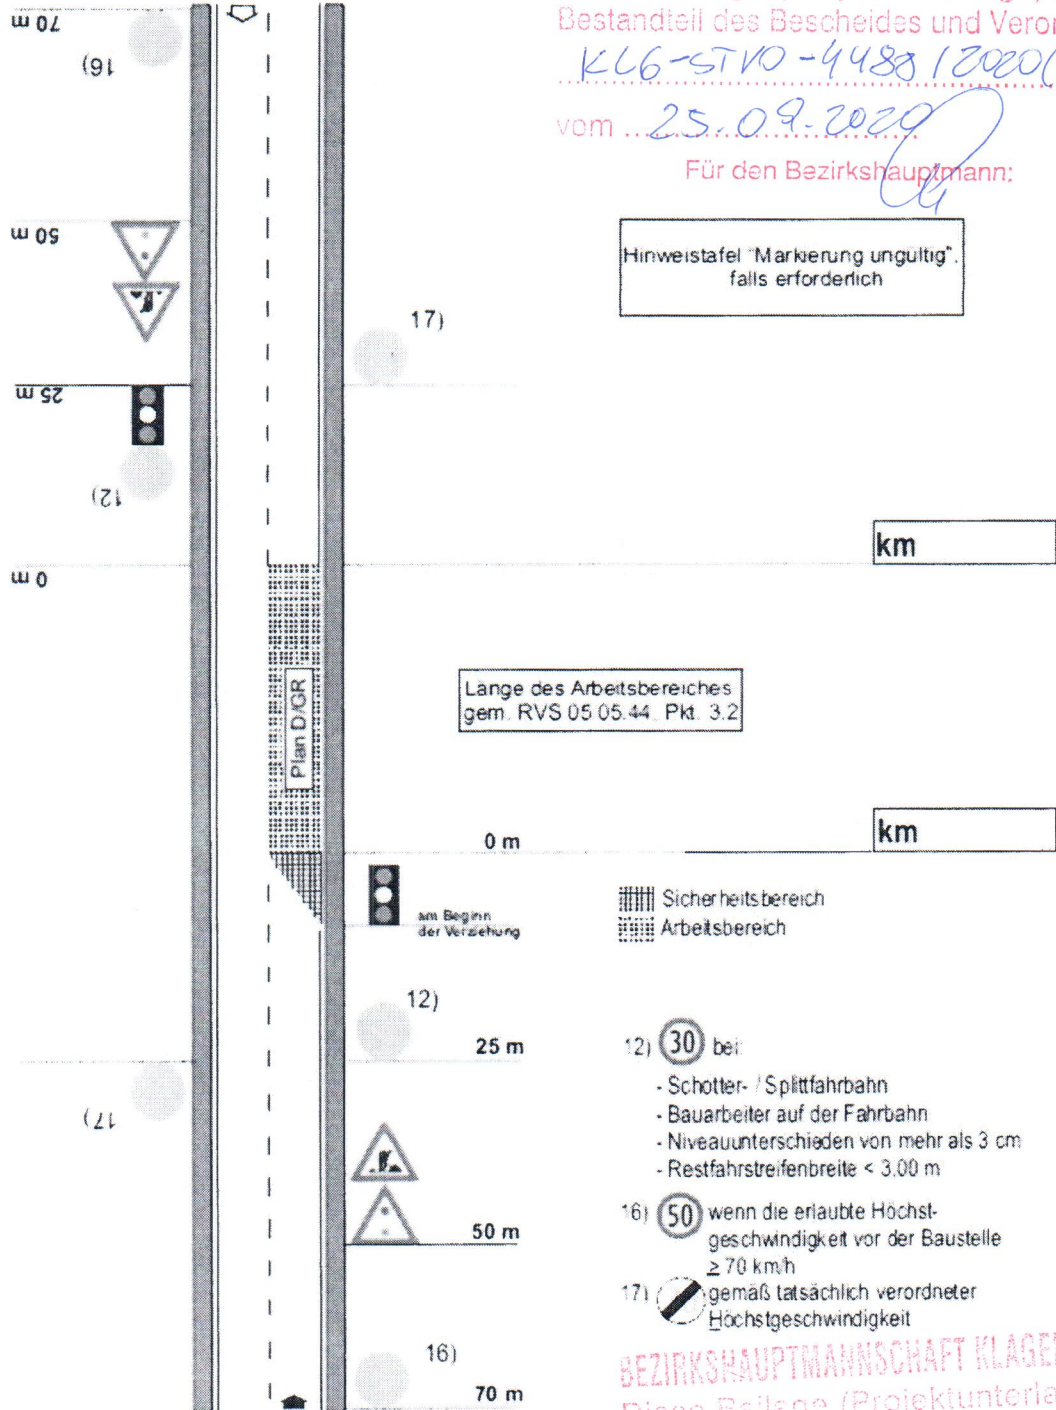 Bestandteil des Bescheides und Veror
KL6-STVO-4488/2020(
vom 25.09.2020
Für den Bezirkshauptmann:
70 m
16)
50 m
Hinweistafel "Markierung ungültig",
falls erforderlich
17)
25 m
12)
km
0 m
Länge des Arbeitsbereiches
gem. RVS 05.05.44. Pkt. 3.2
Plan D/GR
0 m
km
am Beginn
der Verziehung
Sicherheitsbereich
Arbeitsbereich
12)
25 m
17)
50 m
12) 30 bei:
- Schotter- / Splittfahrbahn
- Bauarbeiter auf der Fahrbahn
- Niveauunterschieden von mehr als 3 cm
- Restfahrstreifenbreite < 3,00 m
16) 50 wenn die erlaubte Höchst-
geschwindigkeit vor der Baustelle
≥ 70 km/h
17) gemäß tatsächlich verordneter
Höchstgeschwindigkeit
16)
70 m
BEZIRKSHAUPTMANNSCHAFT KLAGEN
Diese Beilage (Projektunterla